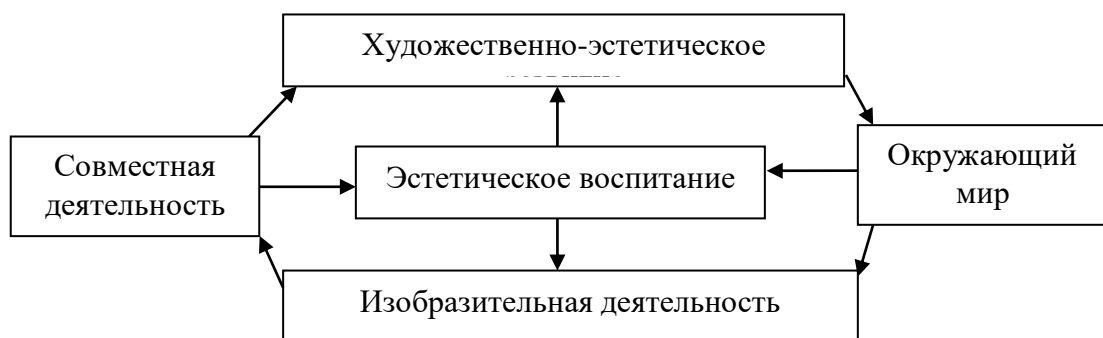 Художественно-эстетическое
Совместная
деятельность
Эстетическое воспитание
Окружающий
мир
Изобразительная деятельность